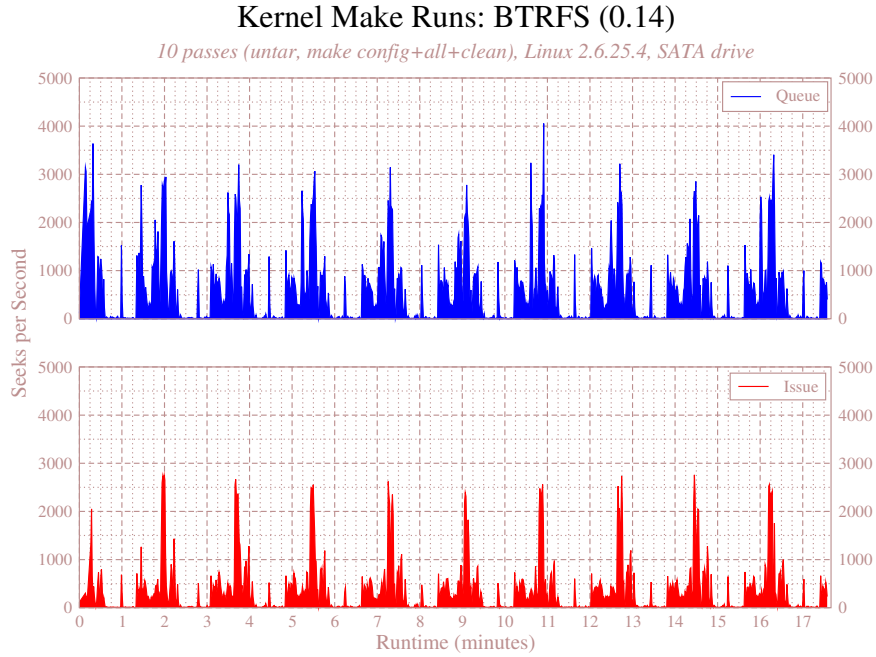 Kernel Make Runs: BTRFS (0.14)
10 passes (untar, make config+all+clean), Linux 2.6.25.4, SATA drive
5000 5000
Queue
4000 4000
3000 3000
2000 2000
1000 1000
0 0
Seeks per Second
5000 5000
Issue
4000 4000
3000 3000
2000 2000
1000 1000
0 0
0 1 2 3 4 5 6 7 8 9 10 11 12 13 14 15 16 17
Runtime (minutes)